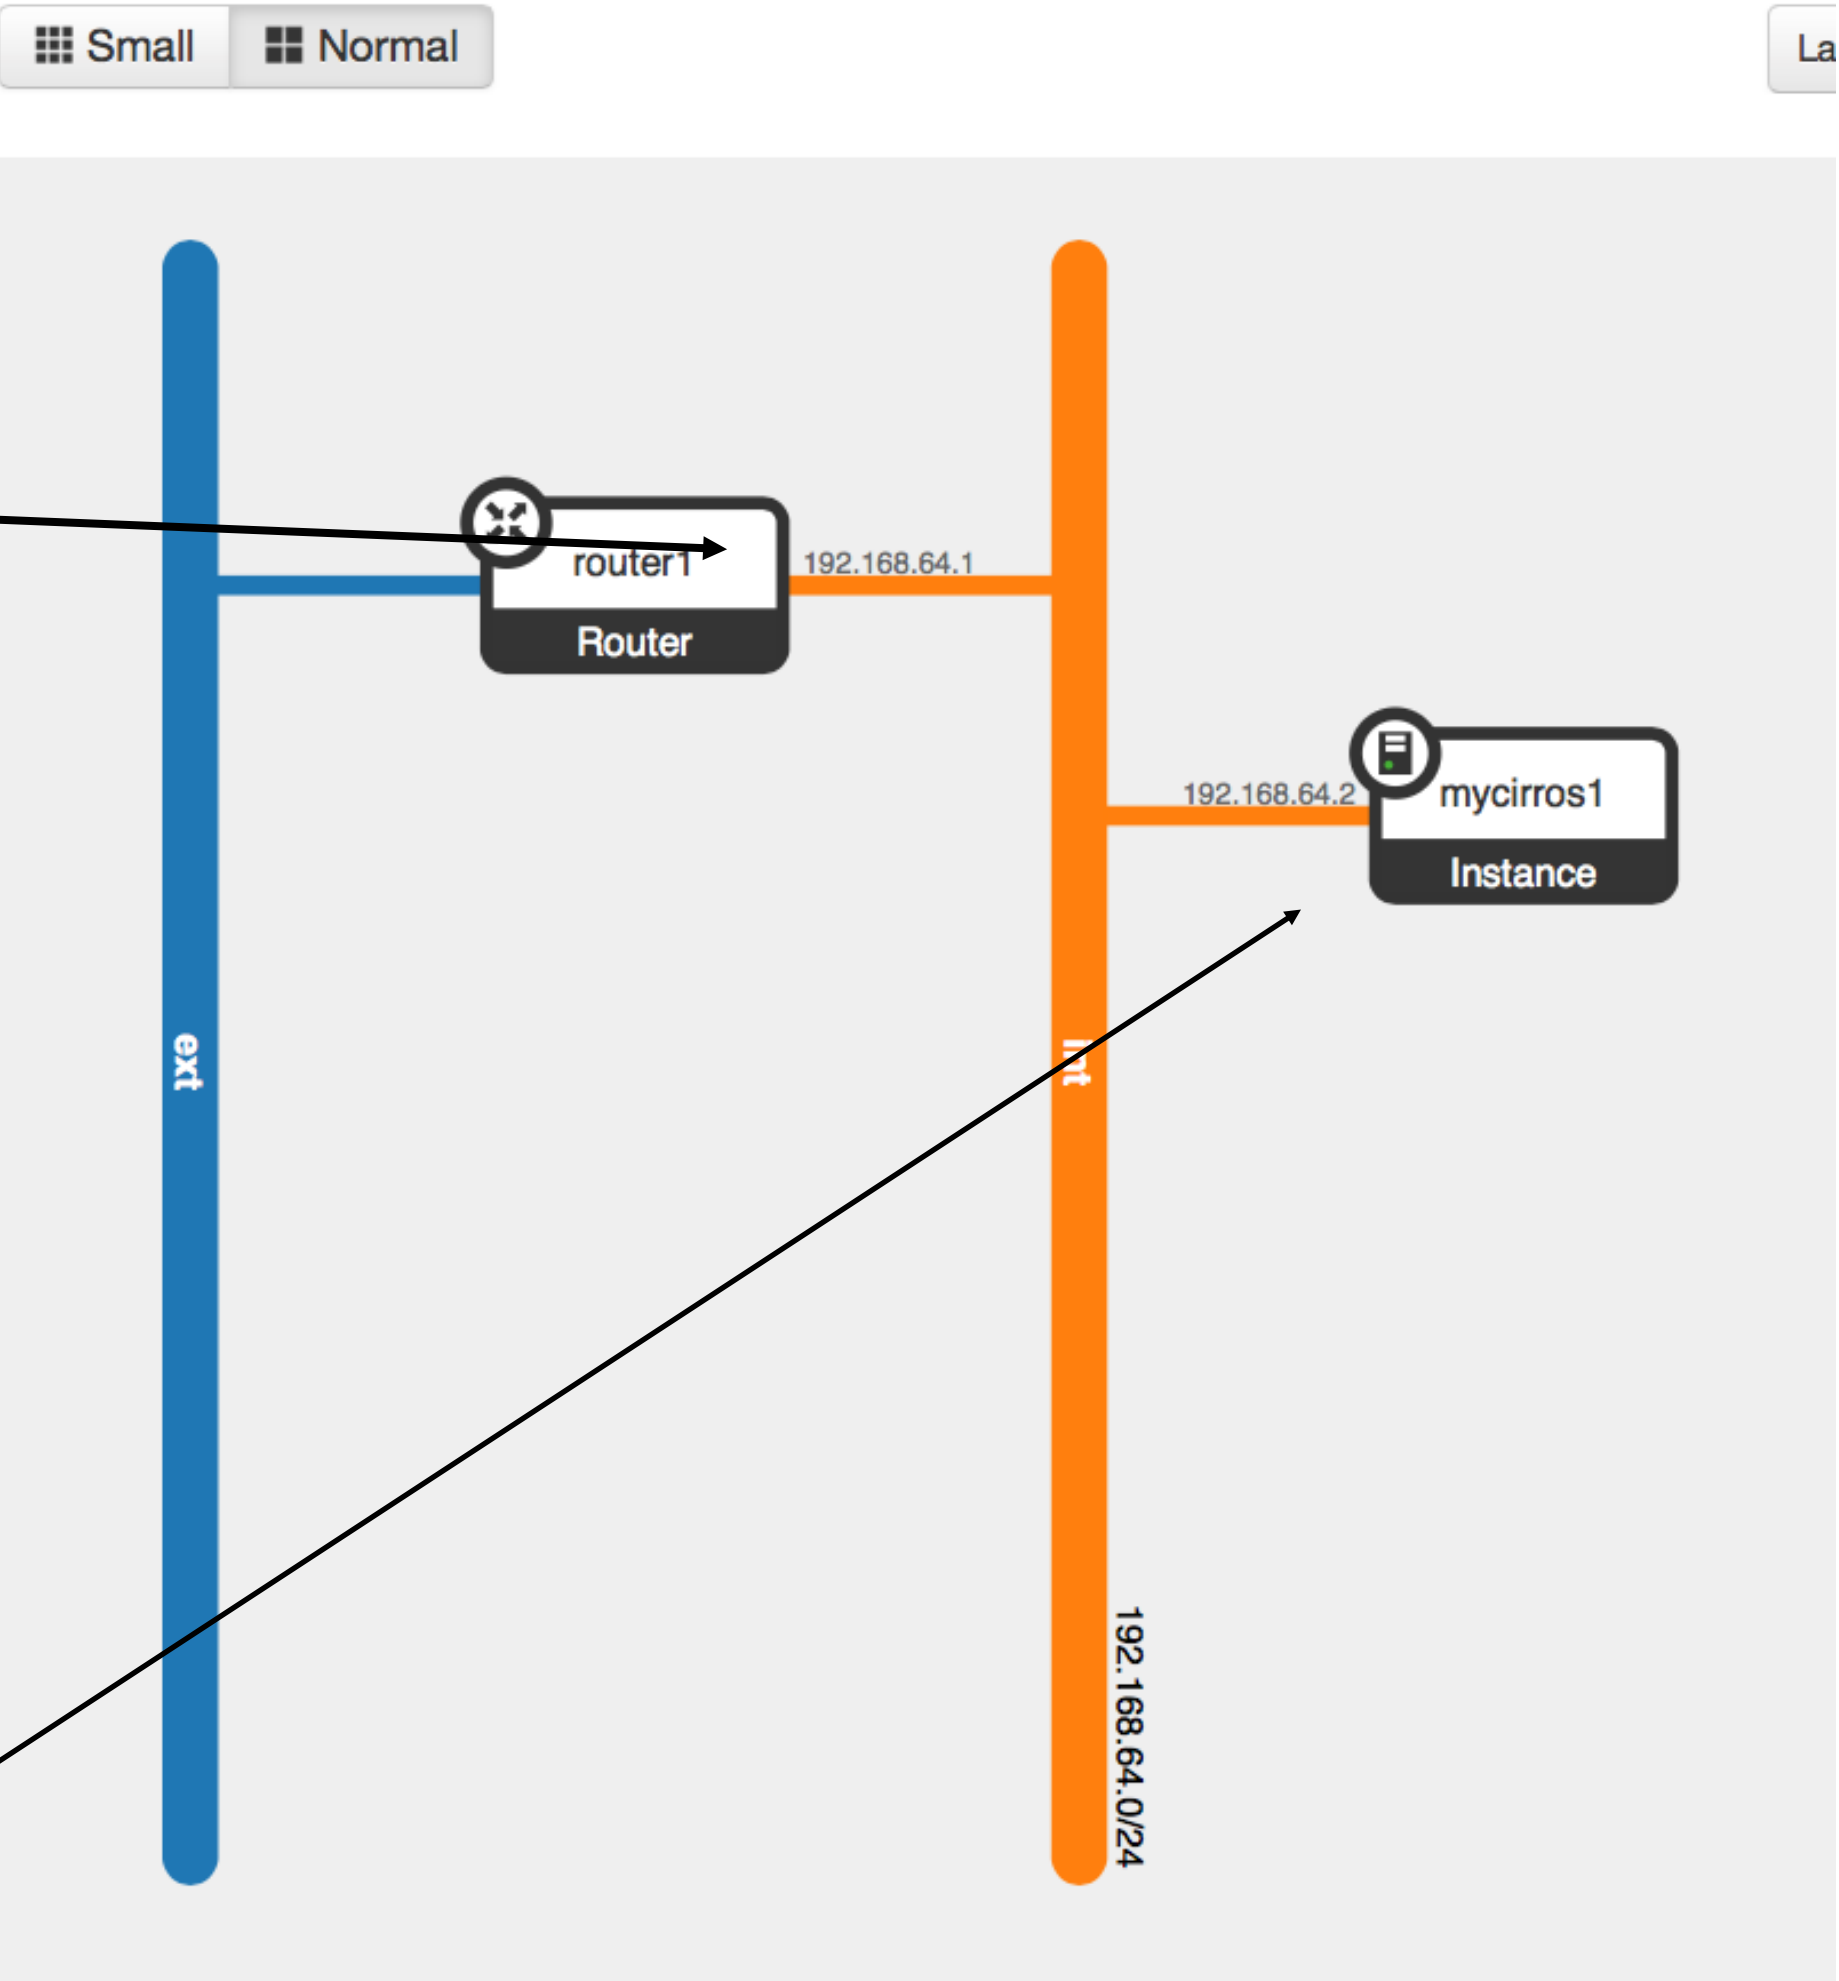 Small
Normal
La
router1
192.168.64.1
Router
192.168.64.2
mycirros1
Instance
ext
int
192.168.64.0/24